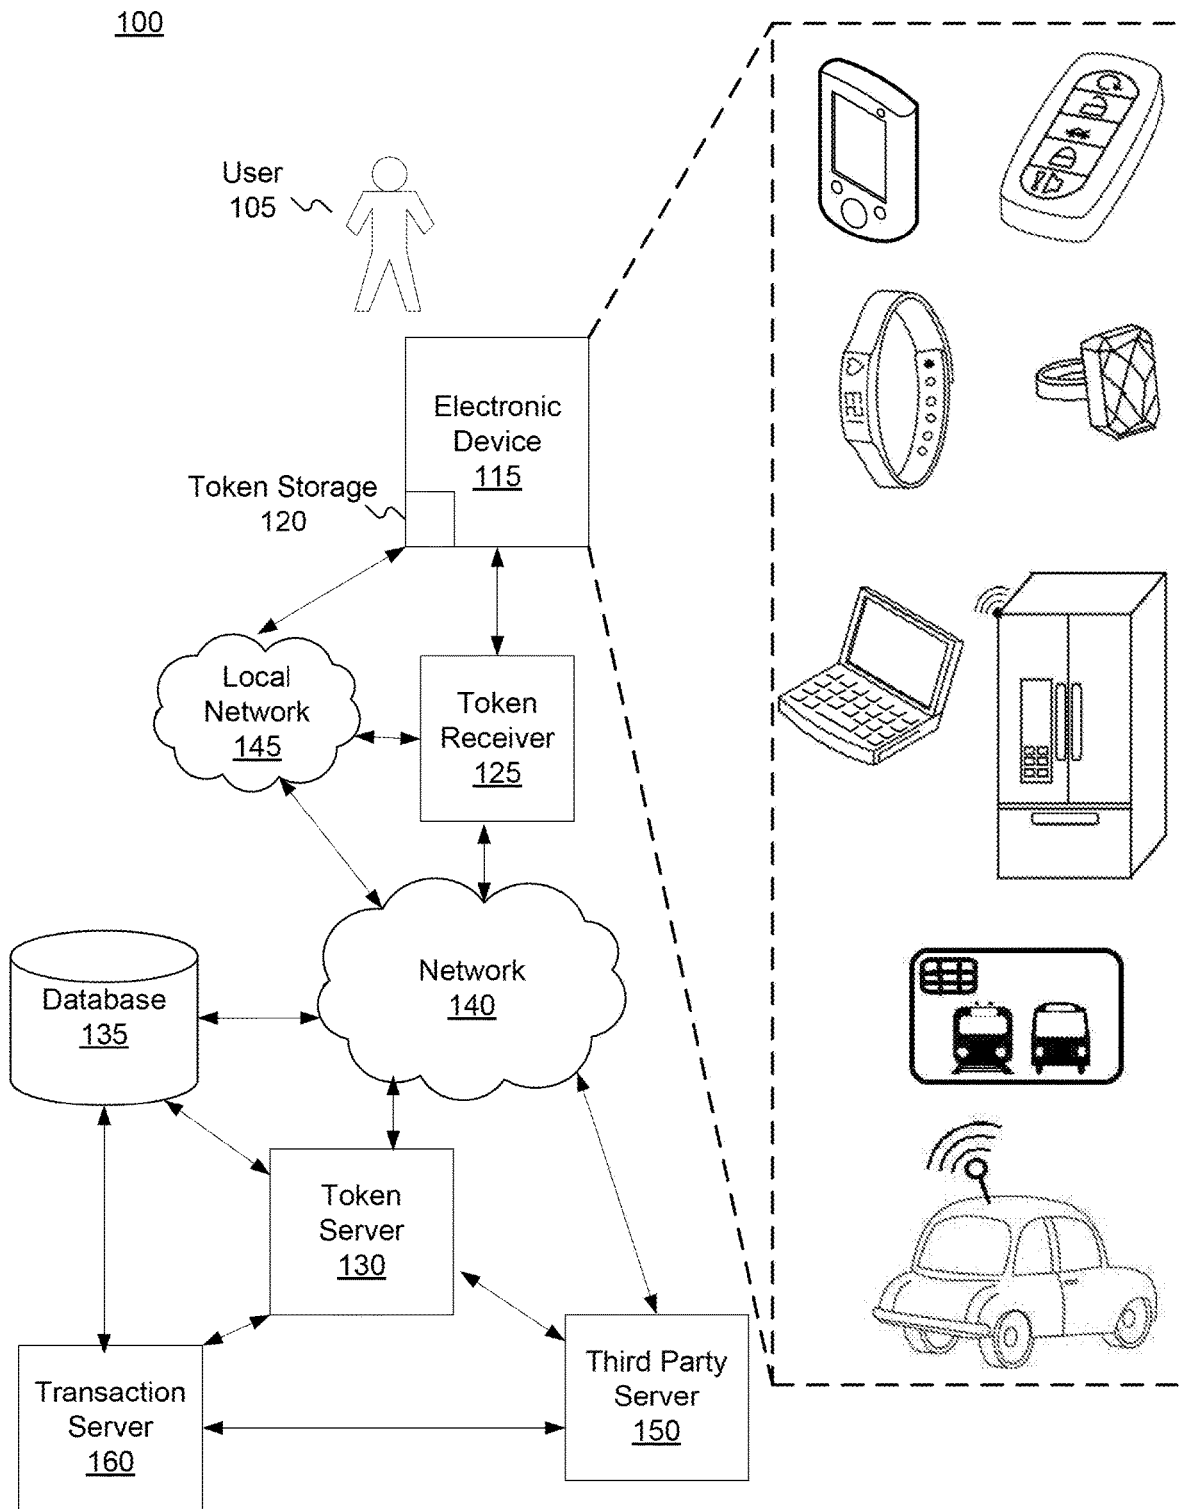 100
User
105
Electronic
Device
115
Token Storage
120
Local
Network
145
Token
Receiver
125
Network
140
Database
135
Token
Server
130
Third Party
Server
150
Transaction
Server
160